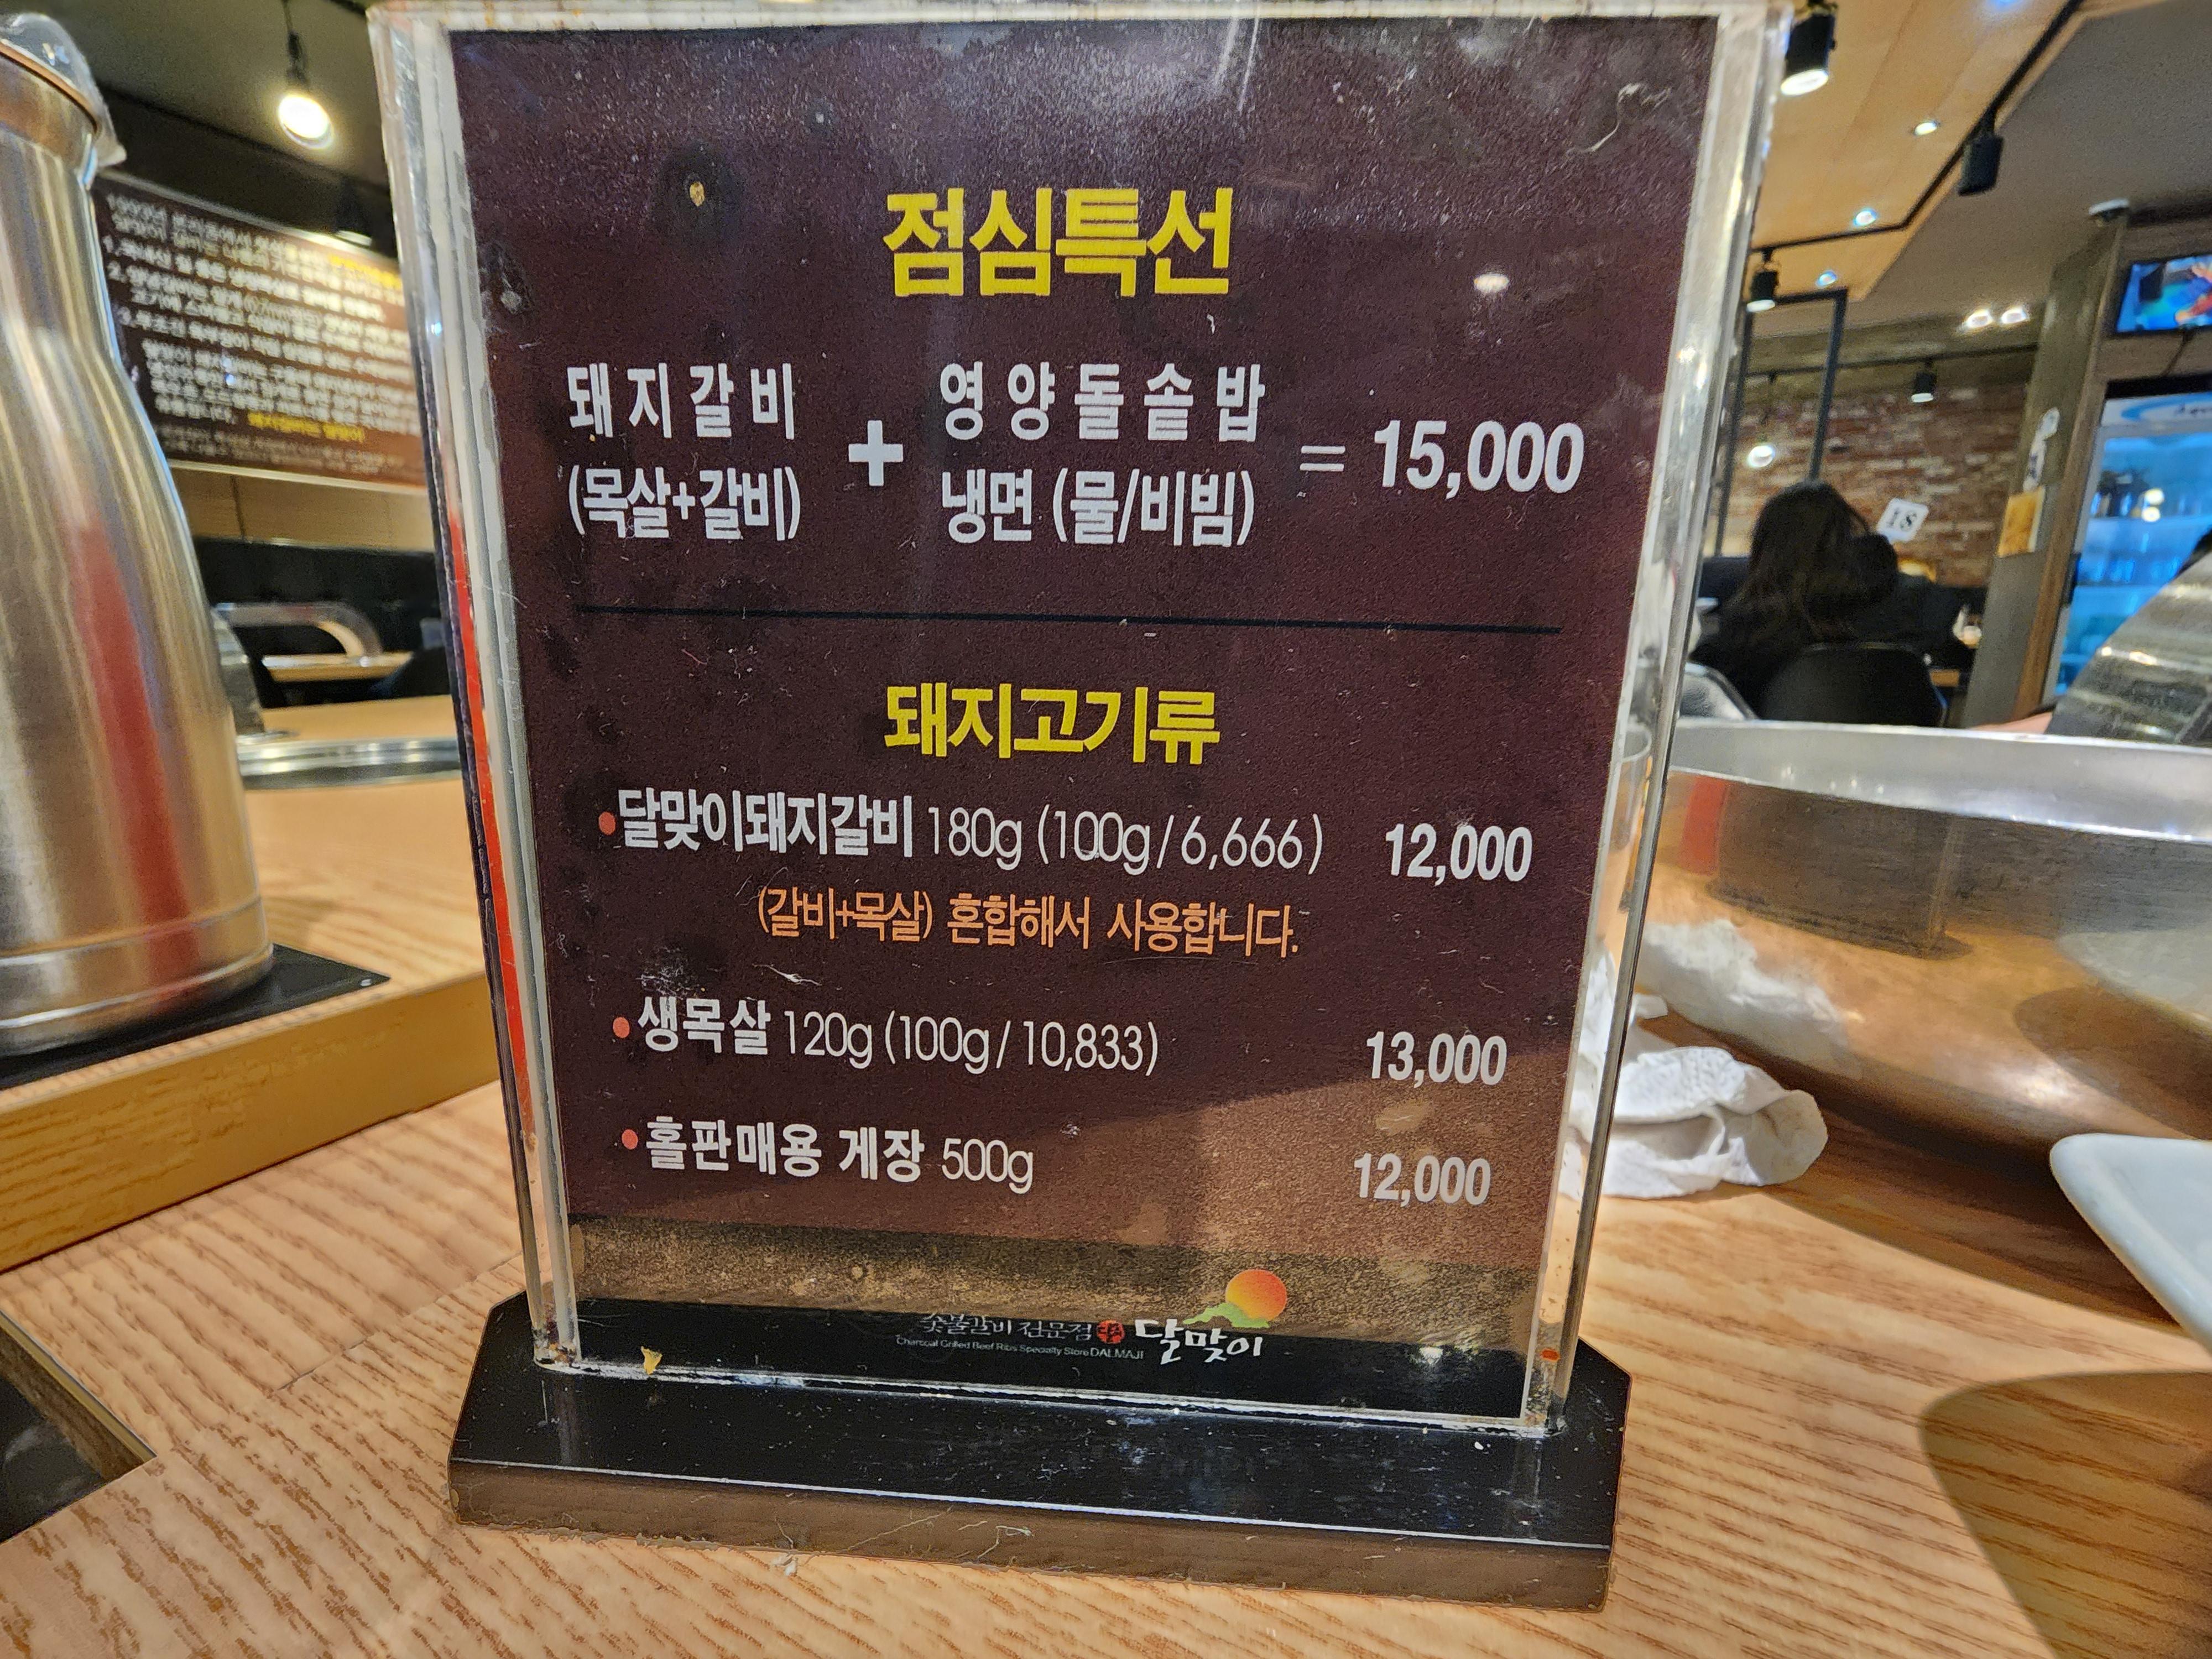 점심특선
돼지갈비 + 영양돌솥밥 = 15,000
(목살+갈비) 냉면 (물/비빔)
돼지고기류
•달맞이돼지갈비 180g (100g/6,666) 12,000
(갈비+목살) 혼합해서 사용합니다.
•생목살 120g (100g/10,833) 13,000
•홀판매용 게장 500g 12,000
숯불갈비 전문점 달맞이
Charcoal Grilled Beef Ribs Specialty Store DALMAJI
18